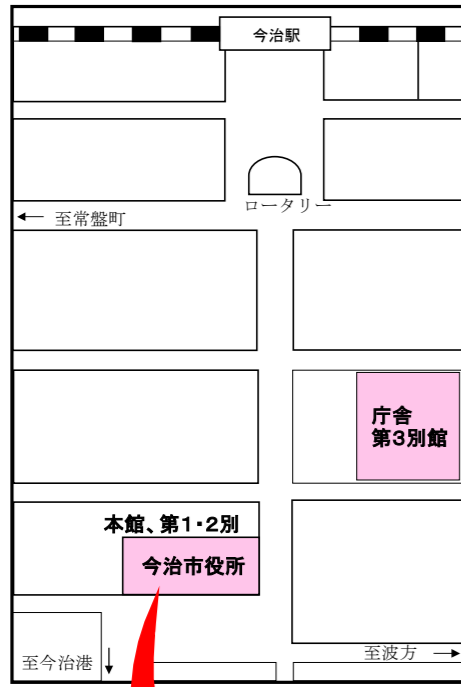 今治駅
ロータリー
← 至常盤町
庁舎
第3別館
本館、第1・2別
今治市役所
至今治港 ↓
至波方 →